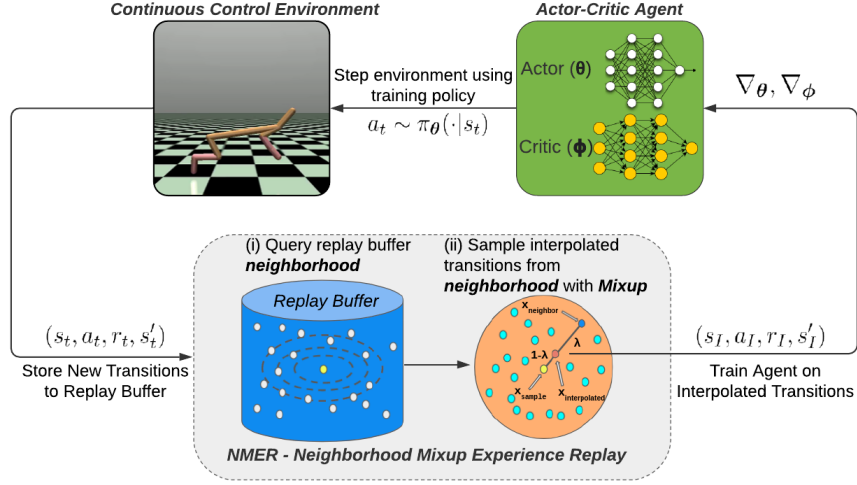 Continuous Control Environment
Actor-Critic Agent
Actor (θ)
Critic (ϕ)
Step environment using
training policy
a_t ∼ π_θ(·|s_t)
∇_θ, ∇_ϕ
(i) Query replay buffer
neighborhood
(ii) Sample interpolated
transitions from
neighborhood with Mixup
Replay Buffer
x_neighbor
λ
1-λ
x_sample
x_interpolated
(s_t, a_t, r_t, s'_t)
Store New Transitions
to Replay Buffer
(s_I, a_I, r_I, s'_I)
Train Agent on
Interpolated Transitions
NMER - Neighborhood Mixup Experience Replay